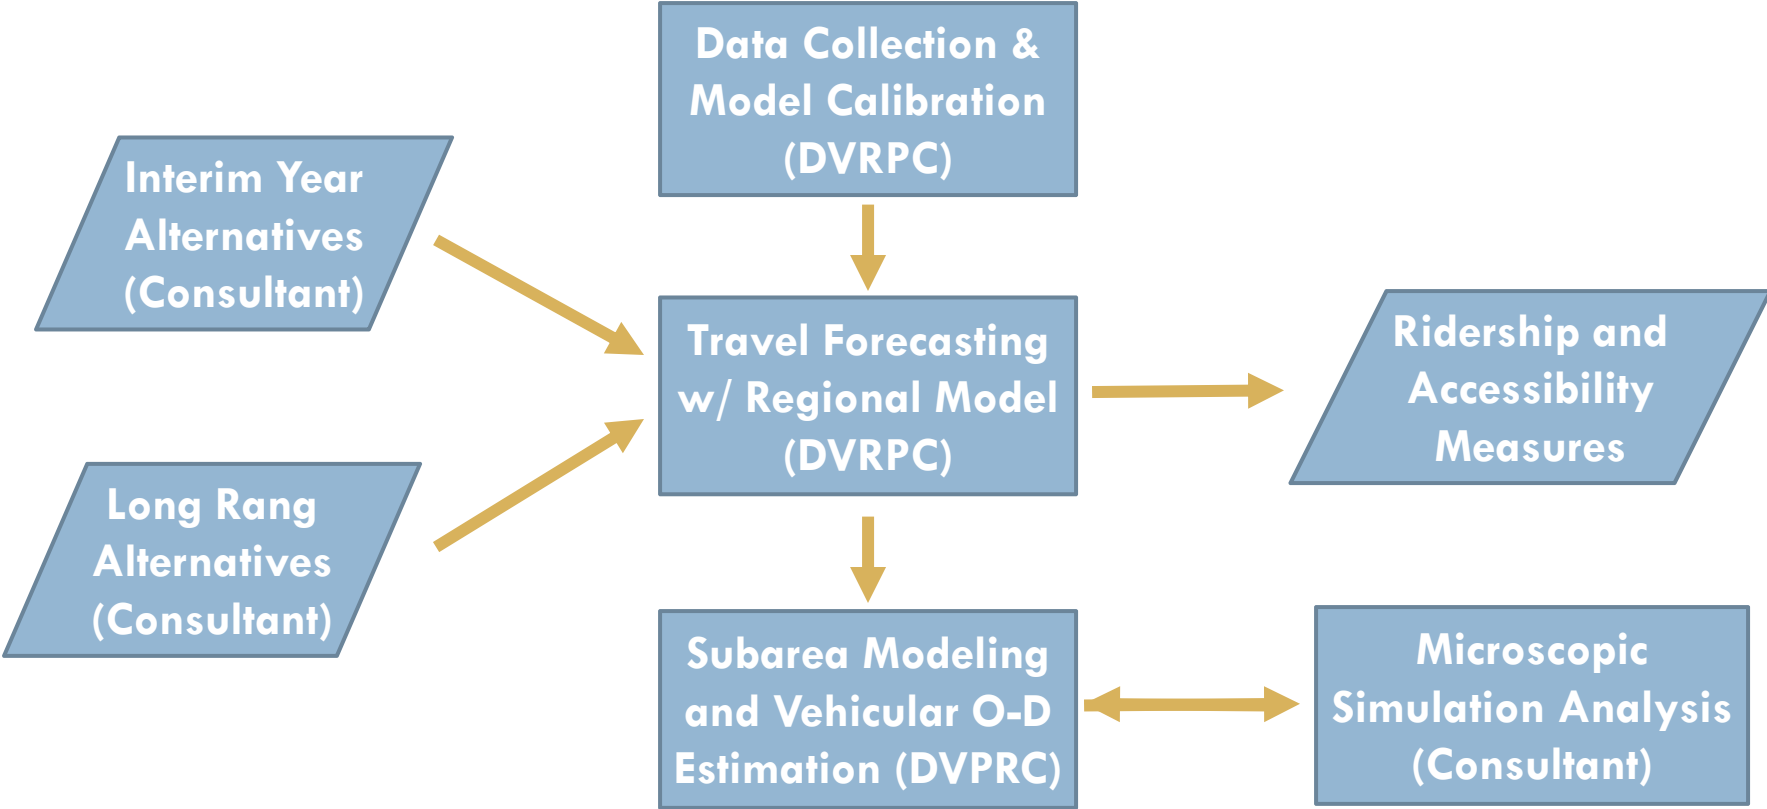 Data Collection &
Model Calibration
(DVRPC)
Interim Year
Alternatives
(Consultant)
Travel Forecasting
w/ Regional Model
(DVRPC)
Ridership and
Accessibility
Measures
Long Rang
Alternatives
(Consultant)
Subarea Modeling
and Vehicular O-D
Estimation (DVPRC)
Microscopic
Simulation Analysis
(Consultant)